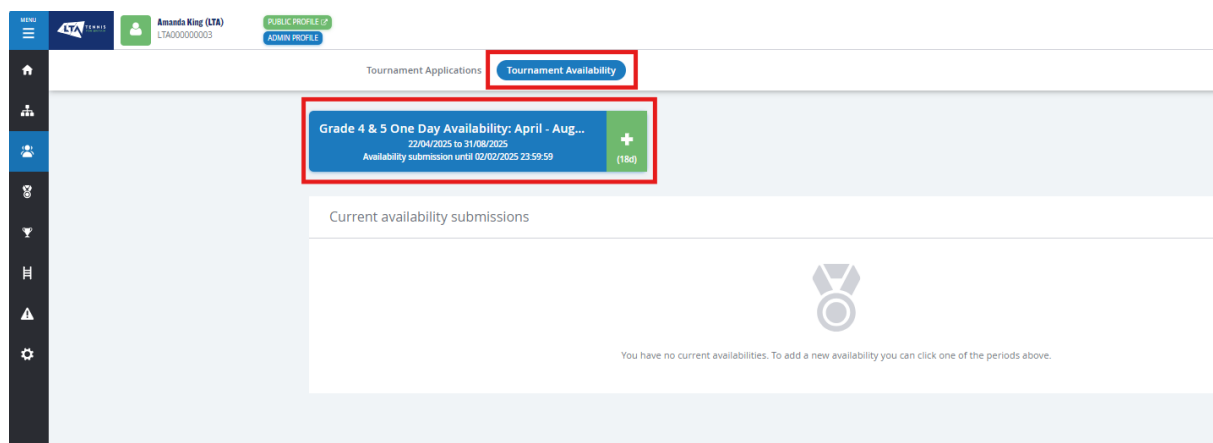 MENU
LTA TENNIS
Amanda King (LTA)
LTA000000003
PUBLIC PROFILE
ADMIN PROFILE
Tournament Applications
Tournament Availability
Grade 4 & 5 One Day Availability: April - Aug...
22/04/2025 to 31/08/2025
Availability submission until 02/02/2025 23:59:59
(18d)
Current availability submissions
You have no current availabilities. To add a new availability you can click one of the periods above.